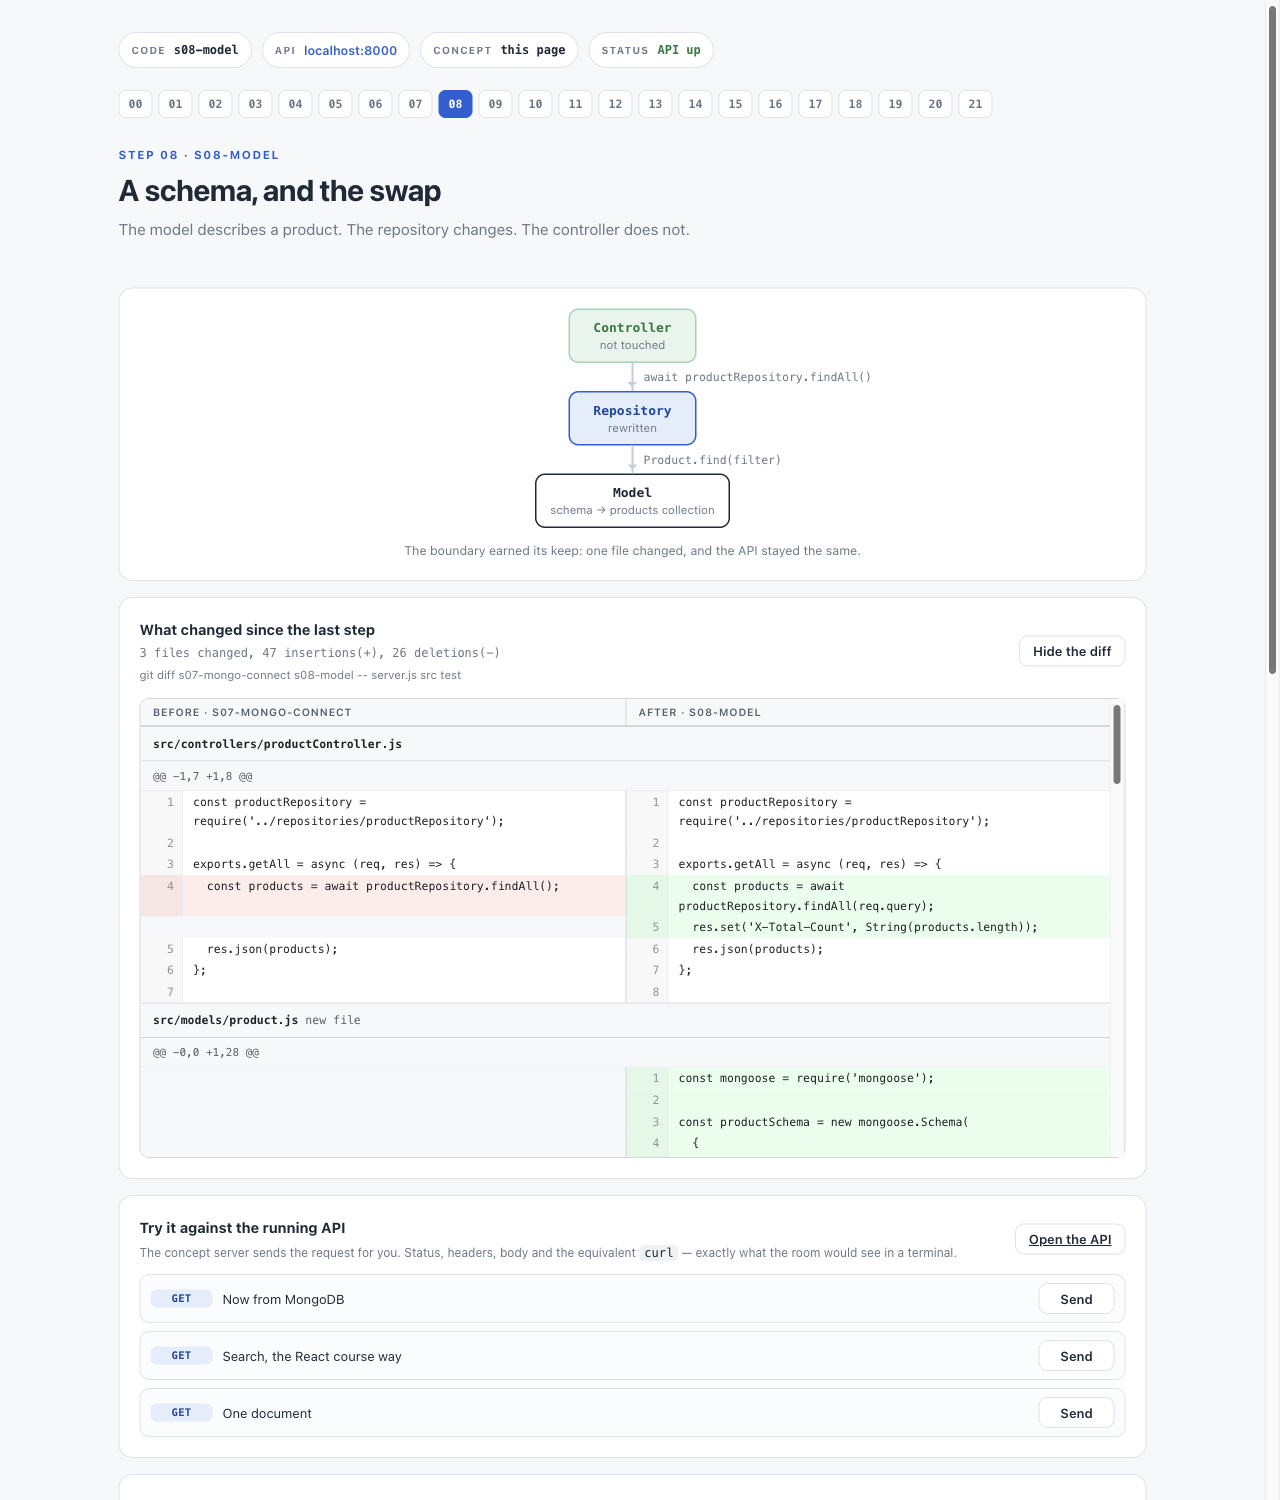 CODE s08-model API localhost:8000 CONCEPT this page STATUS API up
00 01 02 03 04 05 06 07 08 09 10 11 12 13 14 15 16 17 18 19 20 21
STEP 08 · S08-MODEL
A schema, and the swap
The model describes a product. The repository changes. The controller does not.
Controller
not touched
await productRepository.findAll()
Repository
rewritten
Product.find(filter)
Model
schema → products collection
The boundary earned its keep: one file changed, and the API stayed the same.
What changed since the last step
3 files changed, 47 insertions(+), 26 deletions(-)
git diff s07-mongo-connect s08-model -- server.js src test
Hide the diff
BEFORE · S07-MONGO-CONNECT AFTER · S08-MODEL
src/controllers/productController.js
@@ -1,7 +1,8 @@
1 const productRepository = 1 const productRepository =
require('../repositories/productRepository'); require('../repositories/productRepository');
2 2
3 exports.getAll = async (req, res) => { 3 exports.getAll = async (req, res) => {
4 const products = await productRepository.findAll(); 4 const products = await
productRepository.findAll(req.query);
5 res.set('X-Total-Count', String(products.length));
5 res.json(products); 6 res.json(products);
6 }; 7 };
7 8
src/models/product.js new file
@@ -0,0 +1,28 @@
1 const mongoose = require('mongoose');
2
3 const productSchema = new mongoose.Schema(
4 {
Try it against the running API
The concept server sends the request for you. Status, headers, body and the equivalent curl — exactly what the room would see in a terminal.
Open the API
GET Now from MongoDB Send
GET Search, the React course way Send
GET One document Send